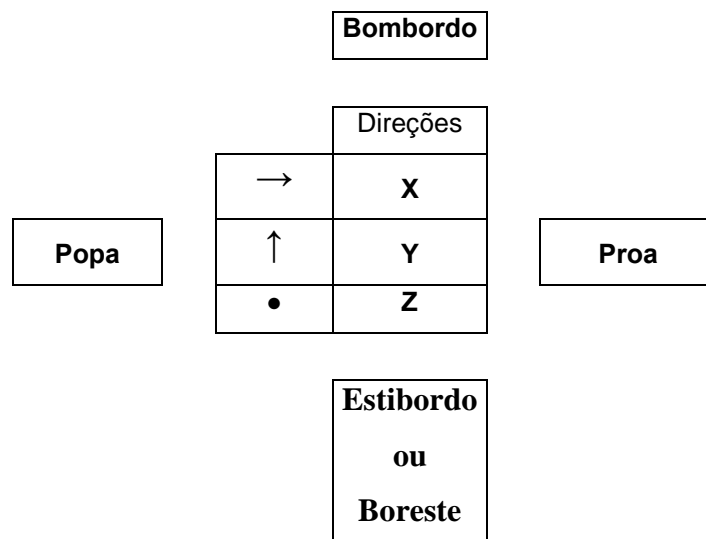 Bombordo
Direções
→ X
Popa ↑ Y Proa
• Z
Estibordo
ou
Boreste